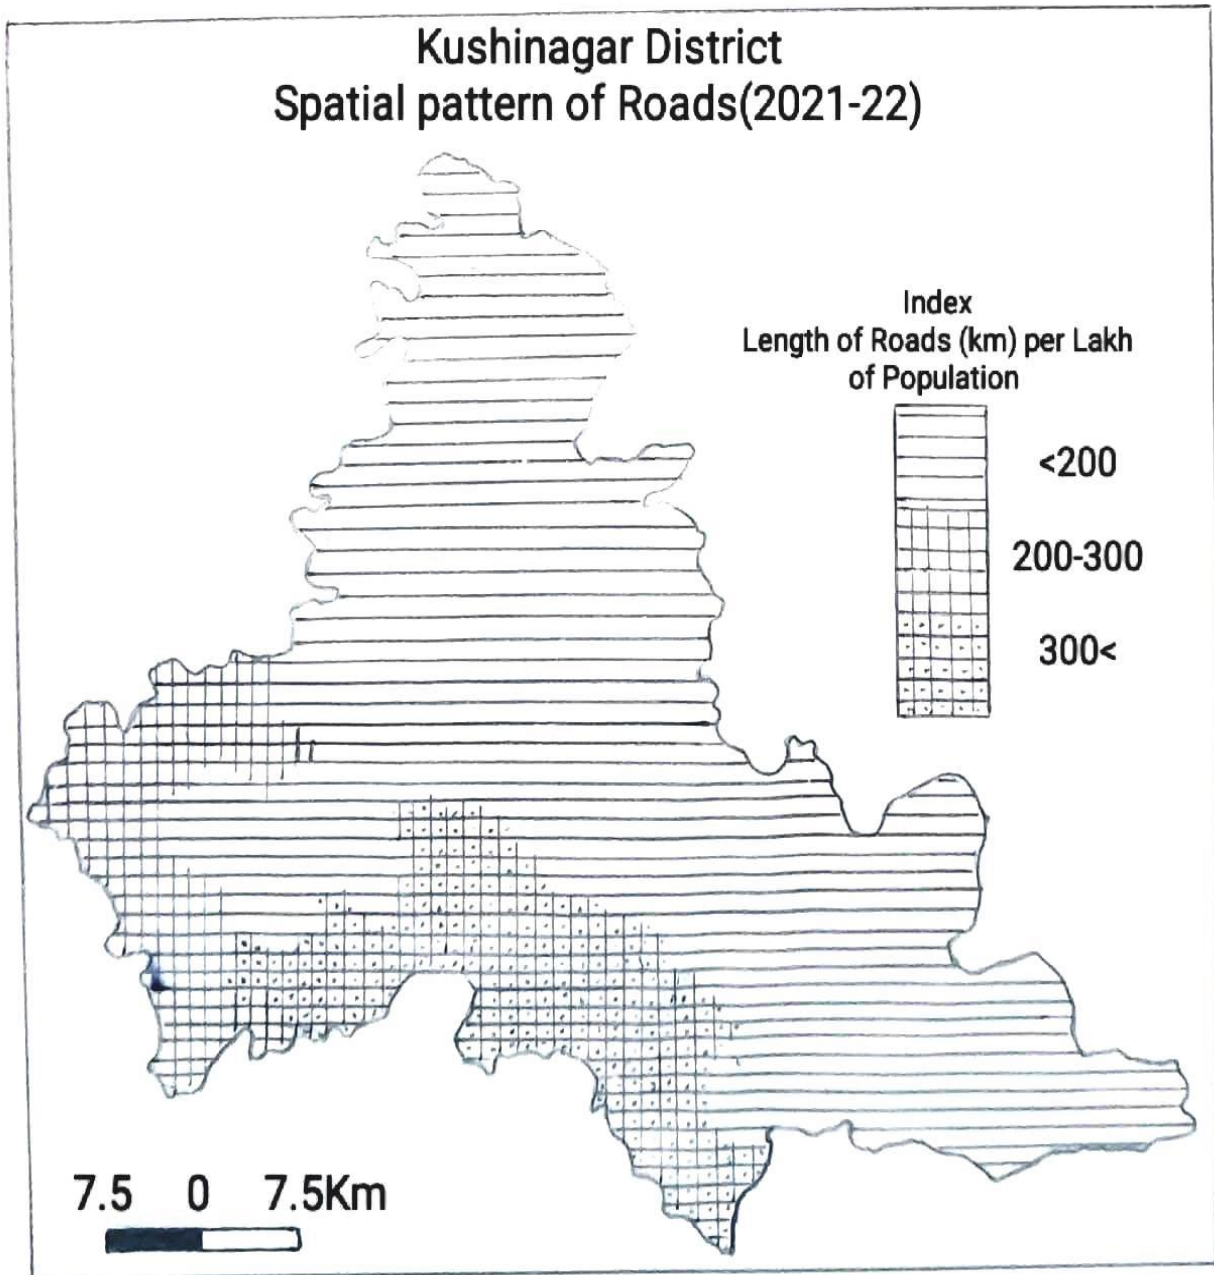 Kushinagar District
Spatial pattern of Roads(2021-22)
Index
Length of Roads (km) per Lakh
of Population
<200
200-300
300<
7.5 0 7.5Km